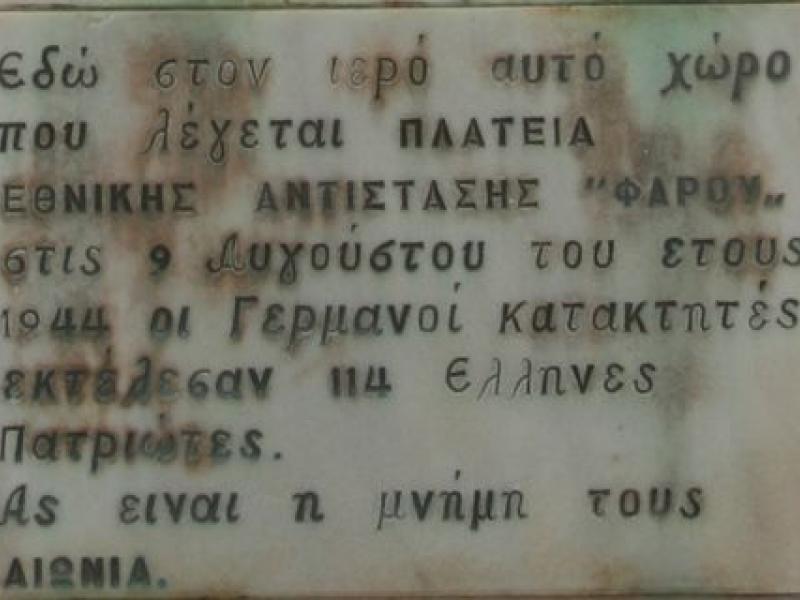 Εδώ στον ιερό αυτό χώρο
που λέγεται ΠΛΑΤΕΙΑ
ΕΘΝΙΚΗΣ ΑΝΤΙΣΤΑΣΗΣ "ΦΑΡΟΥ„
στις 9 Αυγούστου του ετους
1944 οι Γερμανοί κατακτητές
εκτέλεσαν 114 Ελληνες
Πατριώτες.
Ας ειναι η μνήμη τους
ΑΙΩΝΙΑ.